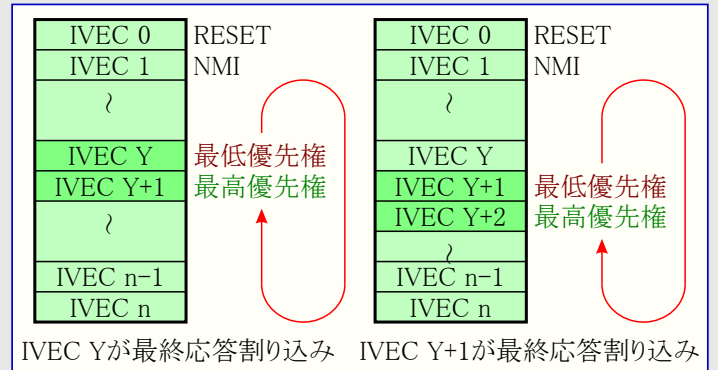 IVEC 0 RESET
IVEC 1 NMI
~
IVEC Y 最低優先権
IVEC Y+1 最高優先権
~
IVEC n−1
IVEC n
IVEC Yが最終応答割り込み
IVEC 0 RESET
IVEC 1 NMI
~
IVEC Y
IVEC Y+1 最低優先権
IVEC Y+2 最高優先権
~
IVEC n−1
IVEC n
IVEC Y+1が最終応答割り込み